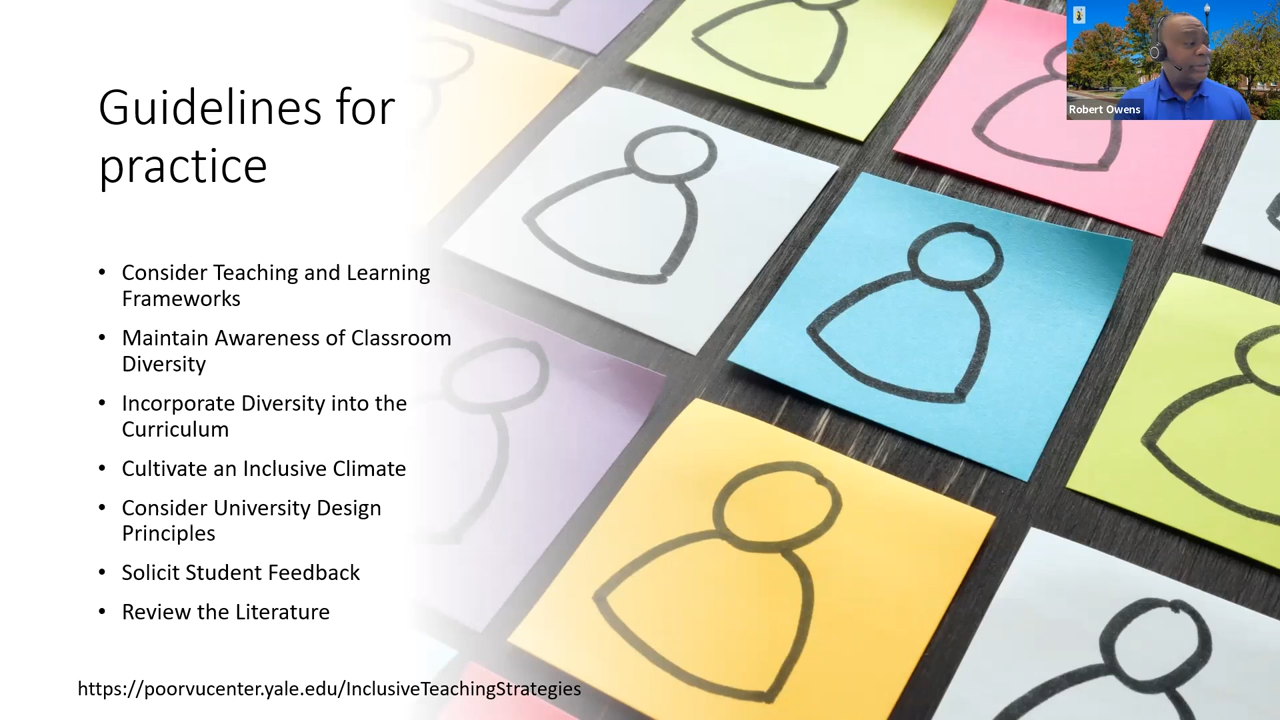 Guidelines for
practice
• Consider Teaching and Learning
Frameworks
• Maintain Awareness of Classroom
Diversity
• Incorporate Diversity into the
Curriculum
• Cultivate an Inclusive Climate
• Consider University Design
Principles
• Solicit Student Feedback
• Review the Literature
https://poorvucenter.yale.edu/InclusiveTeachingStrategies
Robert Owens